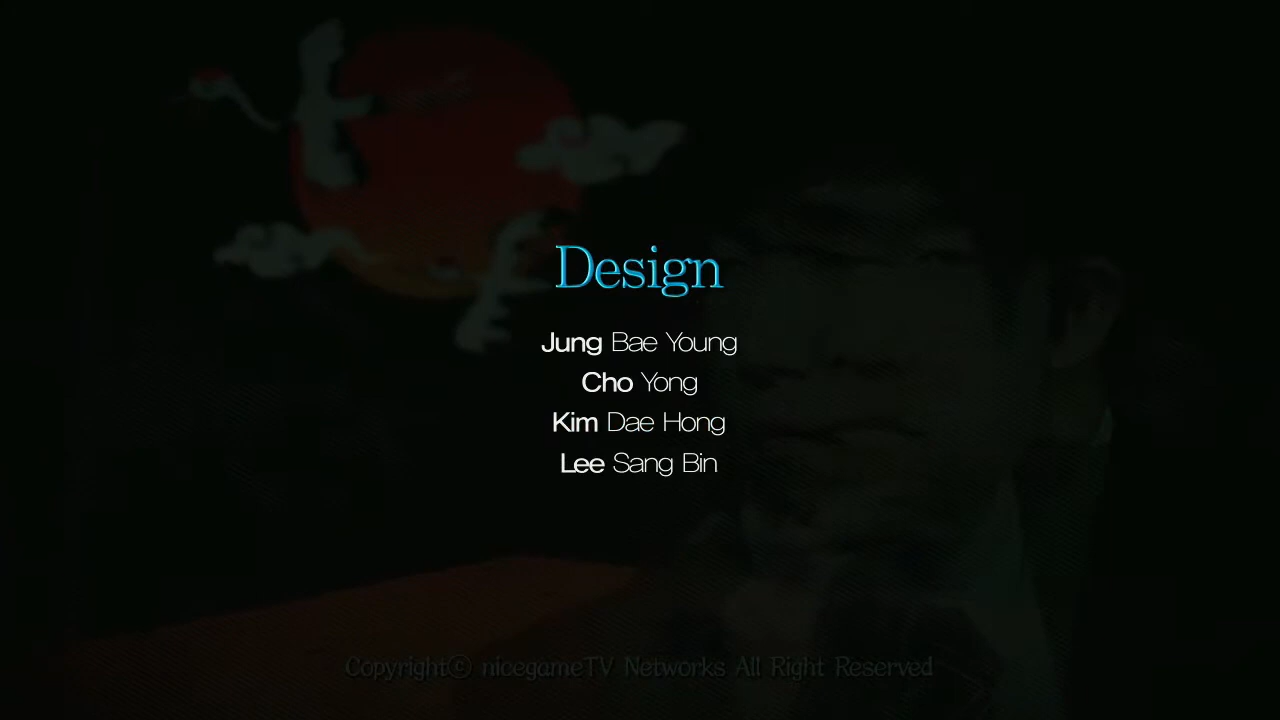 Design
Jung Bae Young
Cho Yong
Kim Dae Hong
Lee Sang Bin
Copyright© nicegameTV Networks All Right Reserved